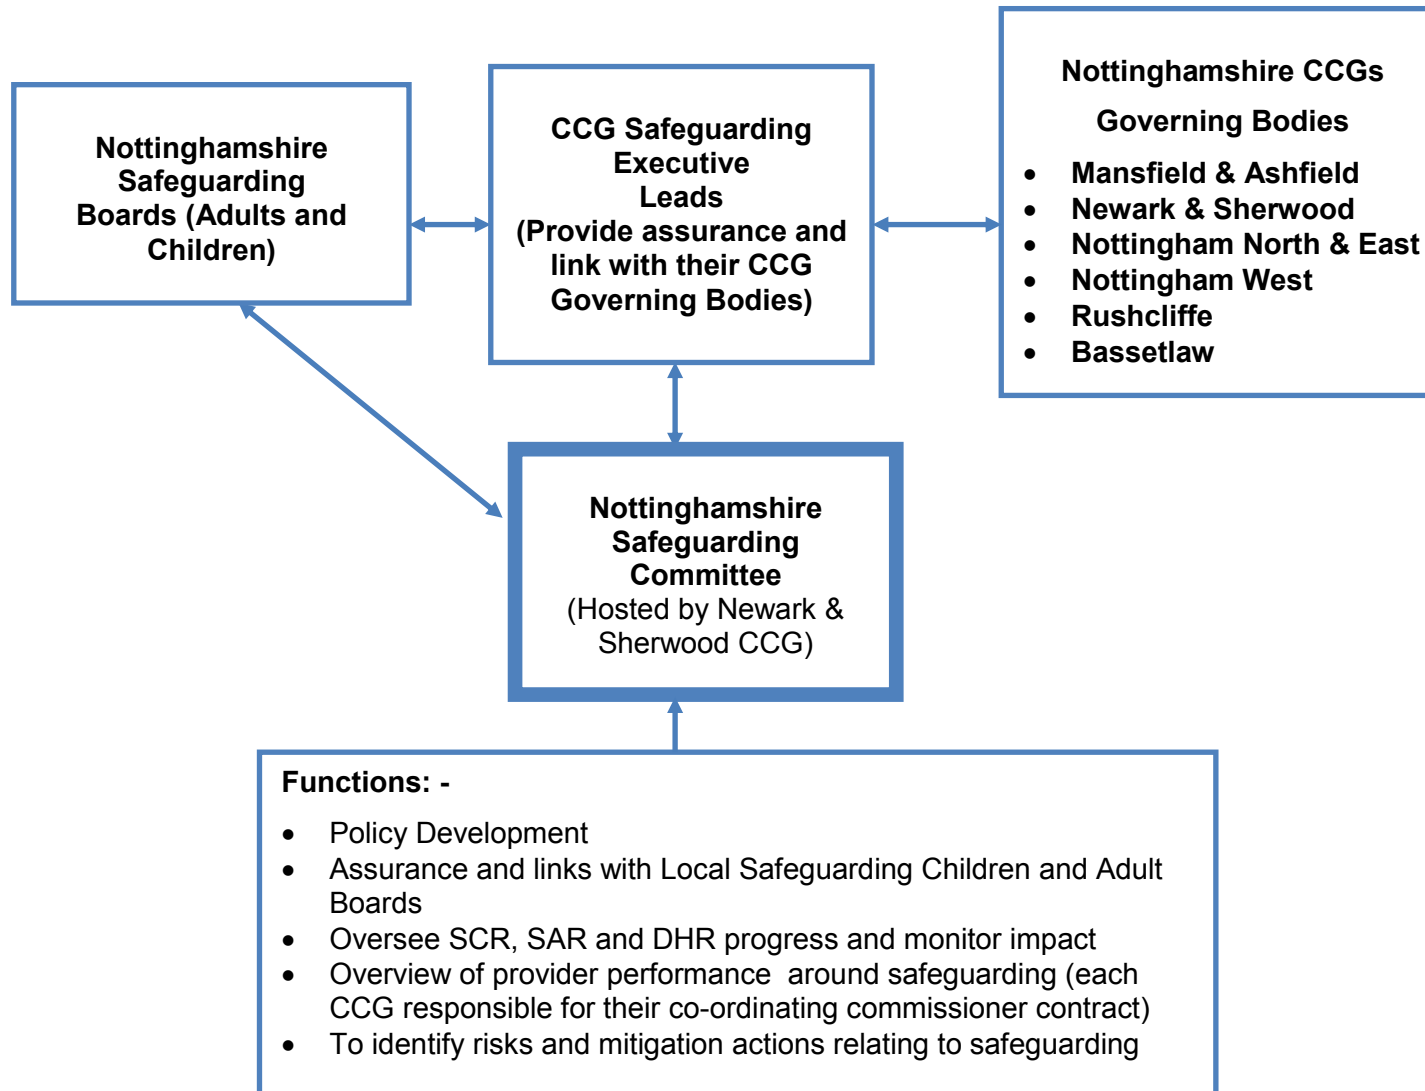 Nottinghamshire
Safeguarding
Boards (Adults and
Children)
CCG Safeguarding
Executive
Leads
(Provide assurance and
link with their CCG
Governing Bodies)
Nottinghamshire CCGs
Governing Bodies
• Mansfield & Ashfield
• Newark & Sherwood
• Nottingham North & East
• Nottingham West
• Rushcliffe
• Bassetlaw
Nottinghamshire
Safeguarding
Committee
(Hosted by Newark &
Sherwood CCG)
Functions: -
• Policy Development
• Assurance and links with Local Safeguarding Children and Adult
Boards
• Oversee SCR, SAR and DHR progress and monitor impact
• Overview of provider performance around safeguarding (each
CCG responsible for their co-ordinating commissioner contract)
• To identify risks and mitigation actions relating to safeguarding